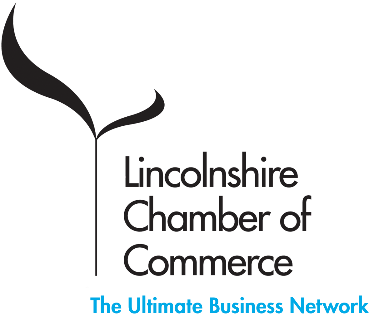 Lincolnshire
Chamber of
Commerce
The Ultimate Business Network